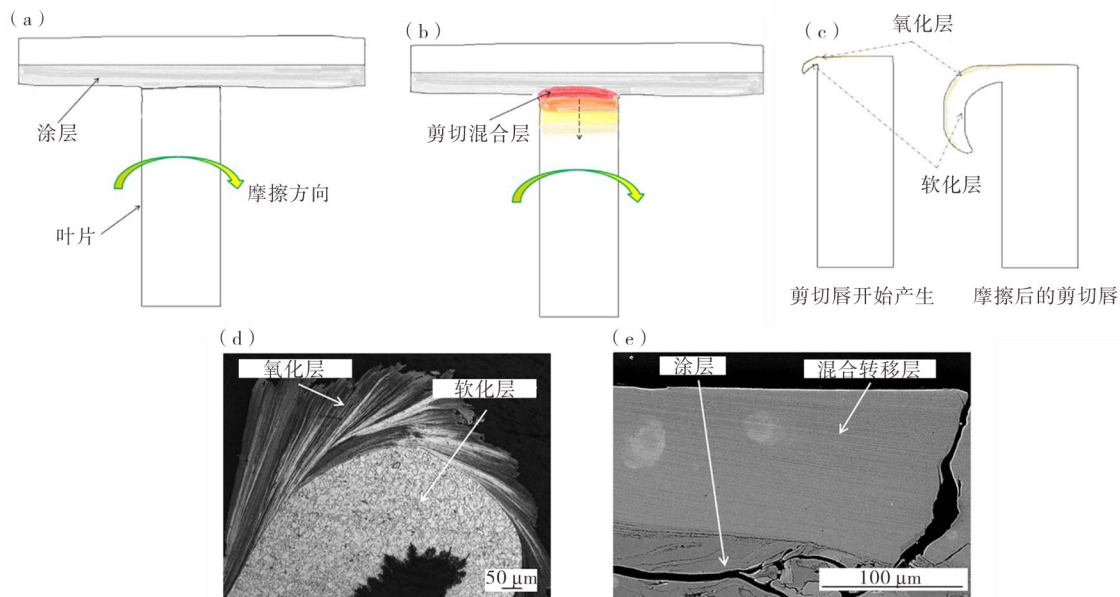 (a)
涂层
摩擦方向
叶片
(b)
剪切混合层
(c)
氧化层
软化层
剪切唇开始产生
摩擦后的剪切唇
(d)
氧化层
软化层
50 μm
(e)
涂层
混合转移层
100 μm